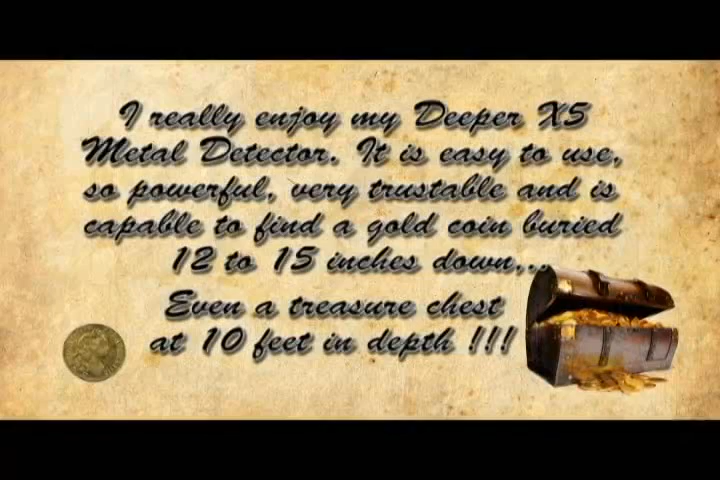 I really enjoy my Deeper X5
Metal Detector. It is easy to use,
so powerful, very trustable and is
capable to find a gold coin buried
12 to 15 inches down,..
Even a treasure chest
at 10 feet in depth !!!